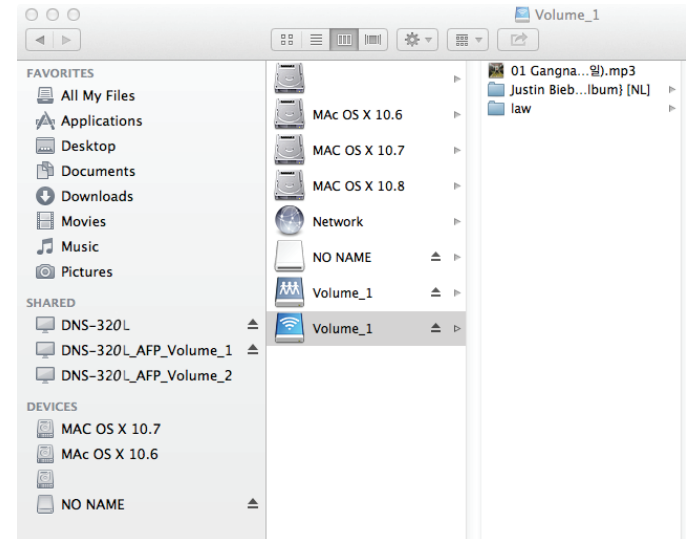 Volume_1
FAVORITES
All My Files
Applications
Desktop
Documents
Downloads
Movies
Music
Pictures
SHARED
DNS-320L
DNS-320L_AFP_Volume_1
DNS-320L_AFP_Volume_2
DEVICES
MAC OS X 10.7
MAc OS X 10.6
NO NAME
MAc OS X 10.6
MAC OS X 10.7
MAC OS X 10.8
Network
NO NAME
Volume_1
Volume_1
01 Gangna...일).mp3
Justin Bieb...lbum} [NL]
law